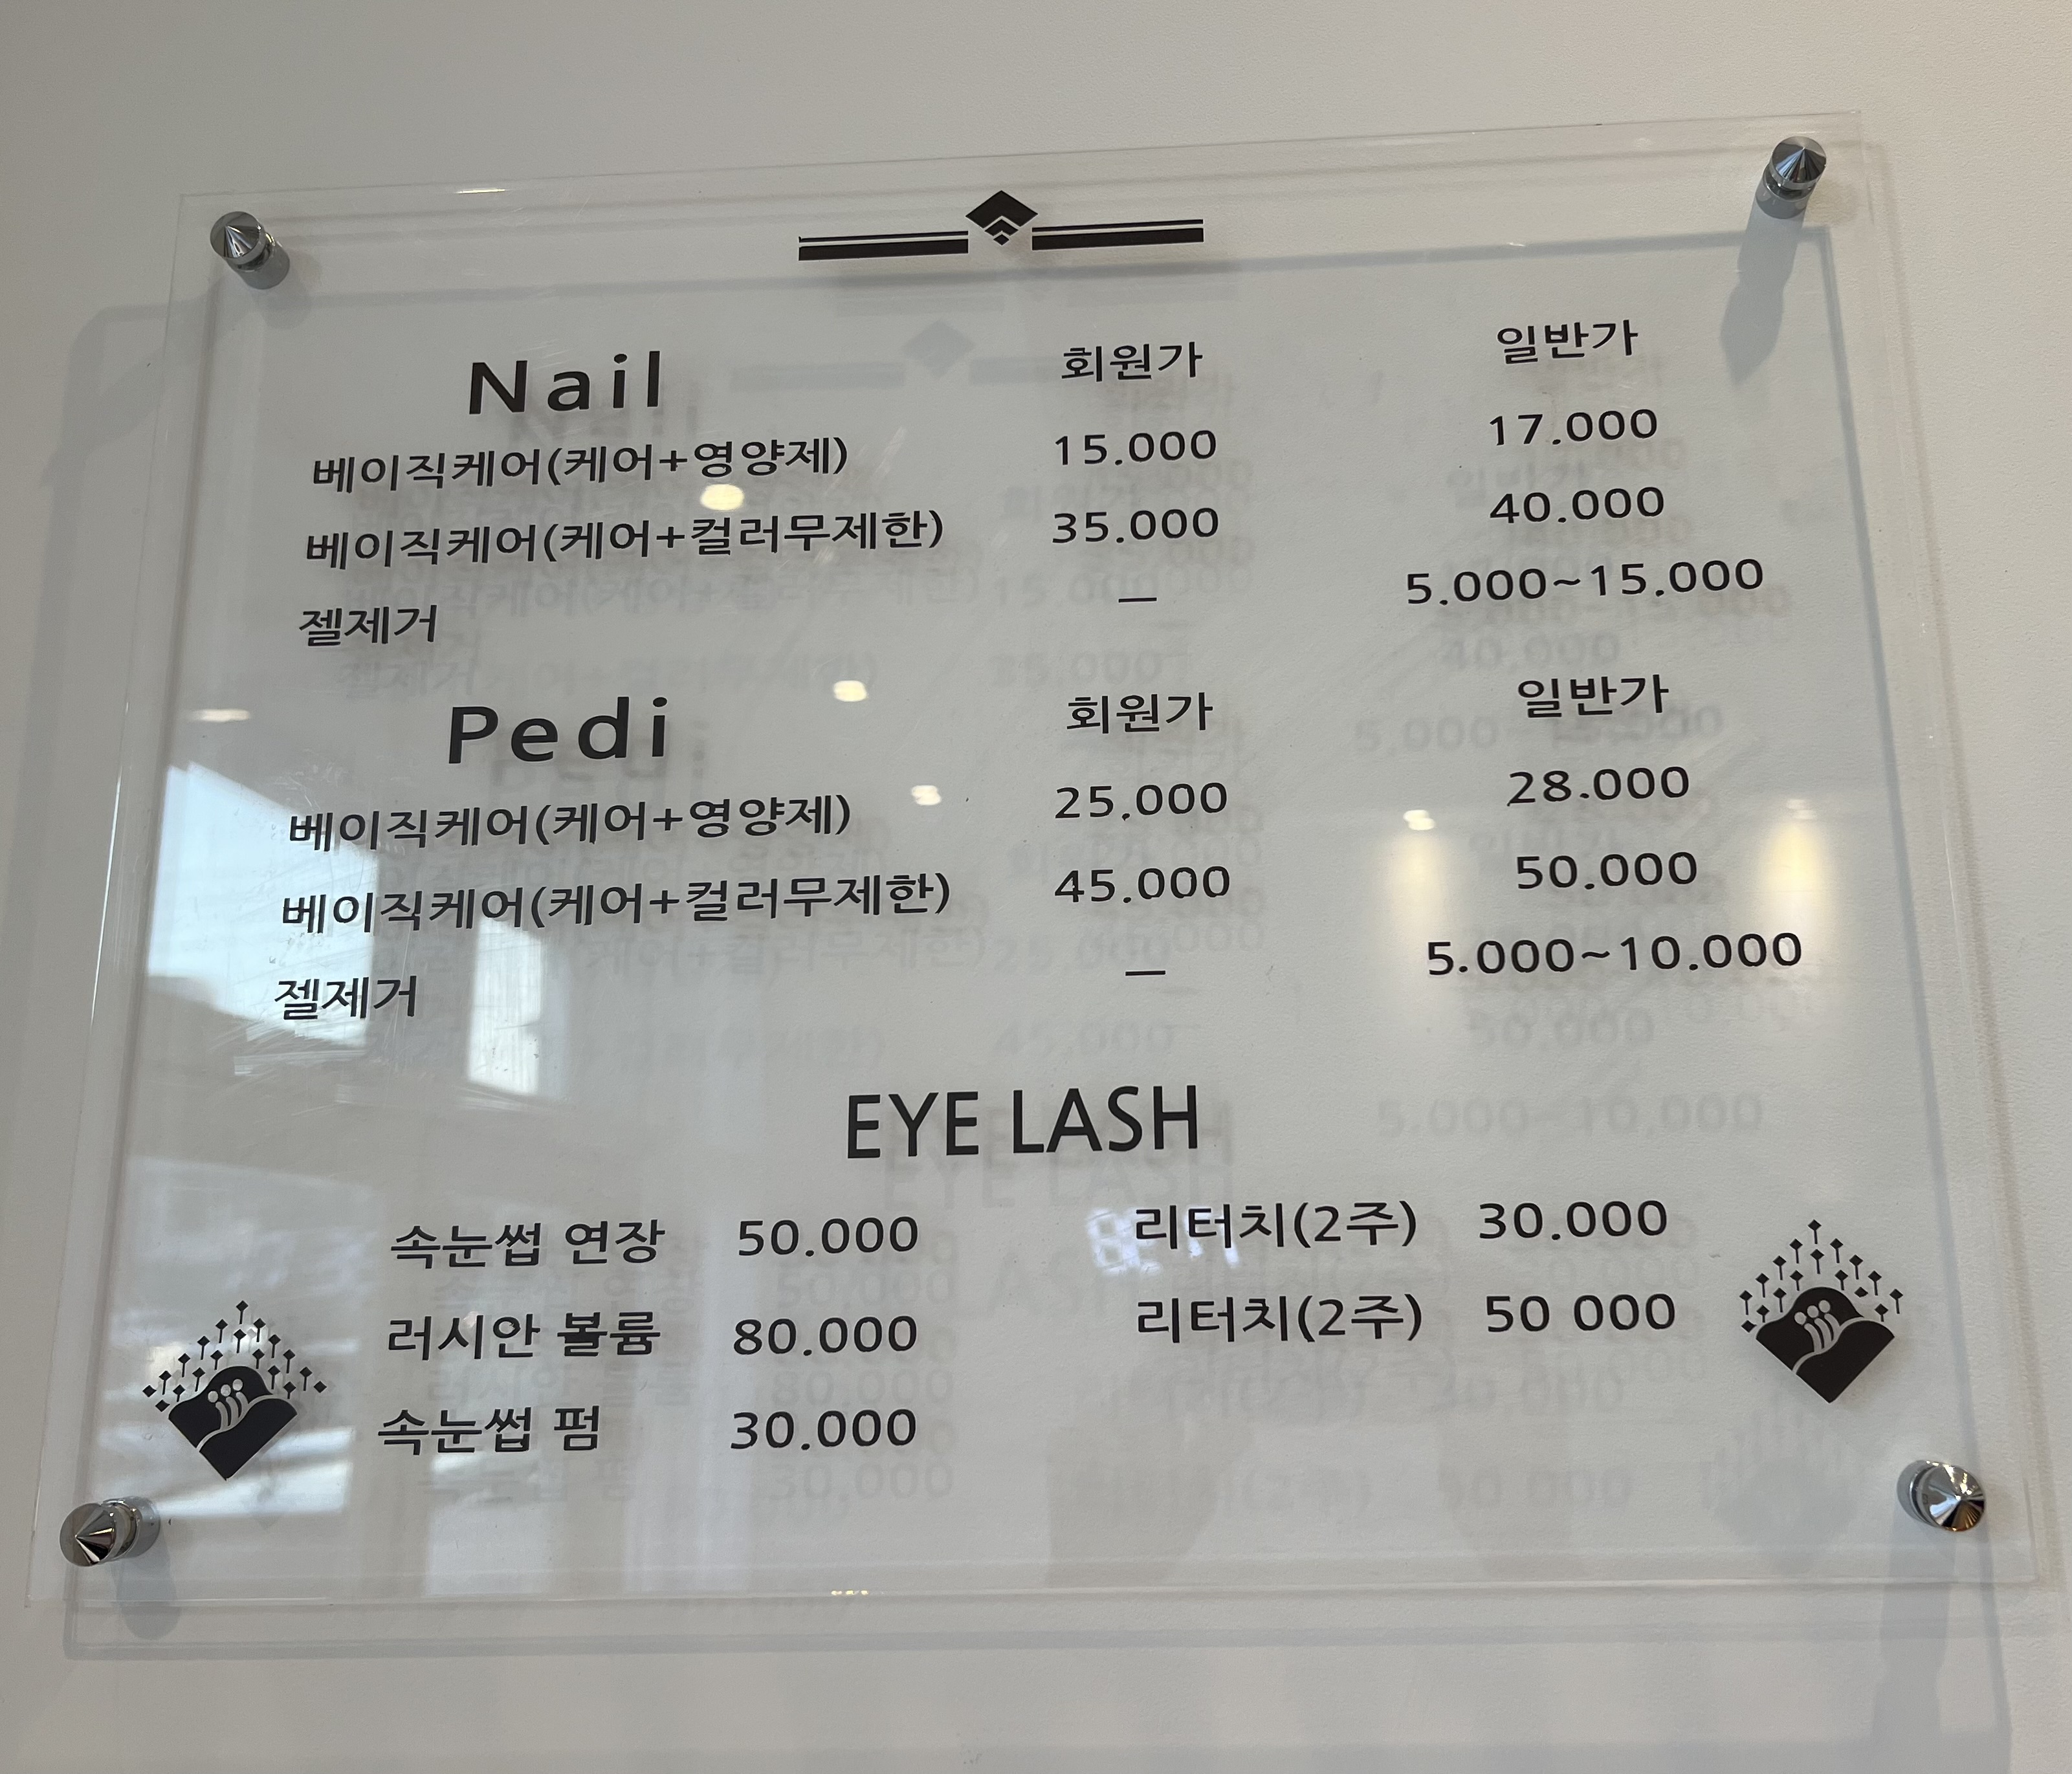 Nail 회원가 일반가
베이직케어(케어+영양제) 15.000 17.000
베이직케어(케어+컬러무제한) 35.000 40.000
젤제거 — 5.000~15.000
Pedi 회원가 일반가
베이직케어(케어+영양제) 25.000 28.000
베이직케어(케어+컬러무제한) 45.000 50.000
젤제거 — 5.000~10.000
EYE LASH
속눈썹 연장 50.000 리터치(2주) 30.000
러시안 볼륨 80.000 리터치(2주) 50 000
속눈썹 펌 30.000